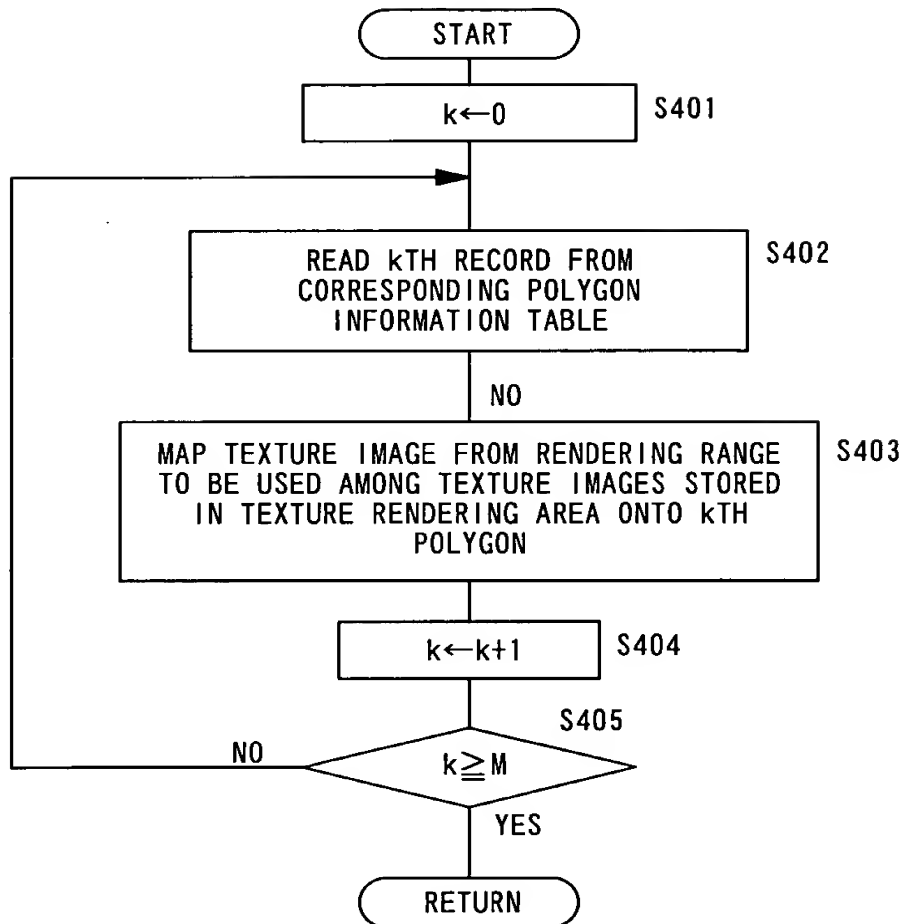 START
k←0
S401
READ kTH RECORD FROM
CORRESPONDING POLYGON
INFORMATION TABLE
S402
NO
MAP TEXTURE IMAGE FROM RENDERING RANGE
TO BE USED AMONG TEXTURE IMAGES STORED
IN TEXTURE RENDERING AREA ONTO kTH
POLYGON
S403
k←k+1
S404
S405
NO
k≧M
YES
RETURN